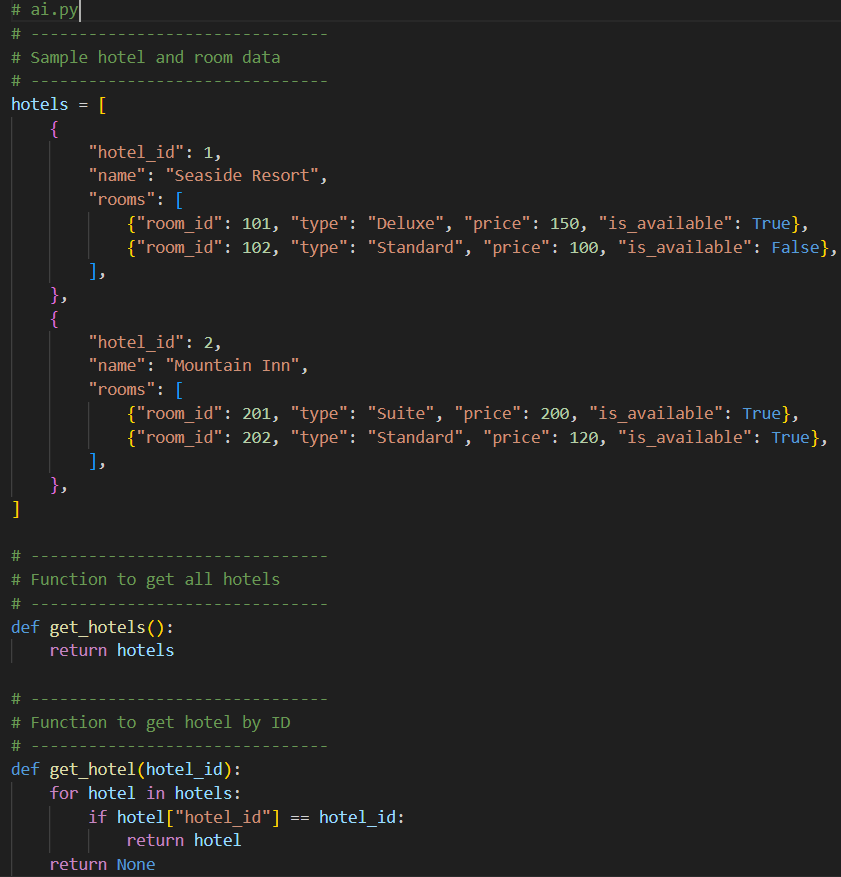 # ai.py
# -------------------------------
# Sample hotel and room data
# -------------------------------
hotels = [
    {
        "hotel_id": 1,
        "name": "Seaside Resort",
        "rooms": [
            {"room_id": 101, "type": "Deluxe", "price": 150, "is_available": True},
            {"room_id": 102, "type": "Standard", "price": 100, "is_available": False},
        ],
    },
    {
        "hotel_id": 2,
        "name": "Mountain Inn",
        "rooms": [
            {"room_id": 201, "type": "Suite", "price": 200, "is_available": True},
            {"room_id": 202, "type": "Standard", "price": 120, "is_available": True},
        ],
    },
]

# -------------------------------
# Function to get all hotels
# -------------------------------
def get_hotels():
    return hotels

# -------------------------------
# Function to get hotel by ID
# -------------------------------
def get_hotel(hotel_id):
    for hotel in hotels:
        if hotel["hotel_id"] == hotel_id:
            return hotel
    return None